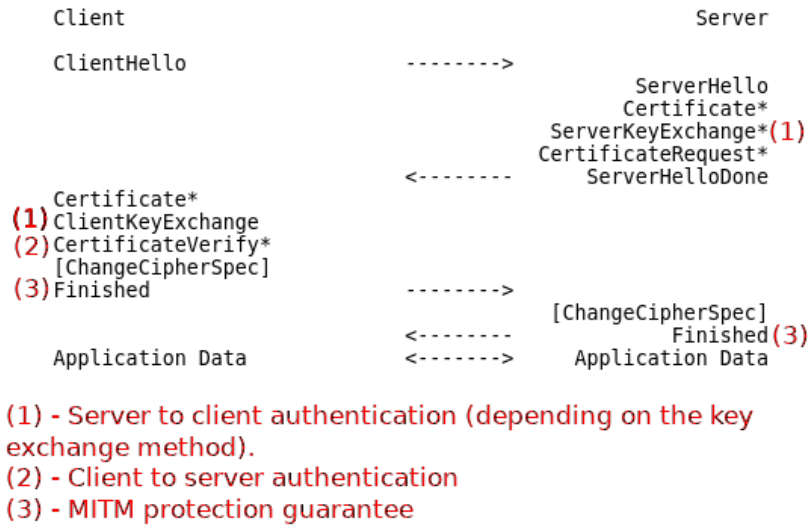 Client Server
ClientHello -------->
ServerHello
Certificate*
ServerKeyExchange* (1)
CertificateRequest*
<-------- ServerHelloDone
Certificate*
(1) ClientKeyExchange
(2) CertificateVerify*
[ChangeCipherSpec]
(3) Finished -------->
[ChangeCipherSpec]
<-------- Finished (3)
Application Data <-------> Application Data
(1) - Server to client authentication (depending on the key
exchange method).
(2) - Client to server authentication
(3) - MITM protection guarantee